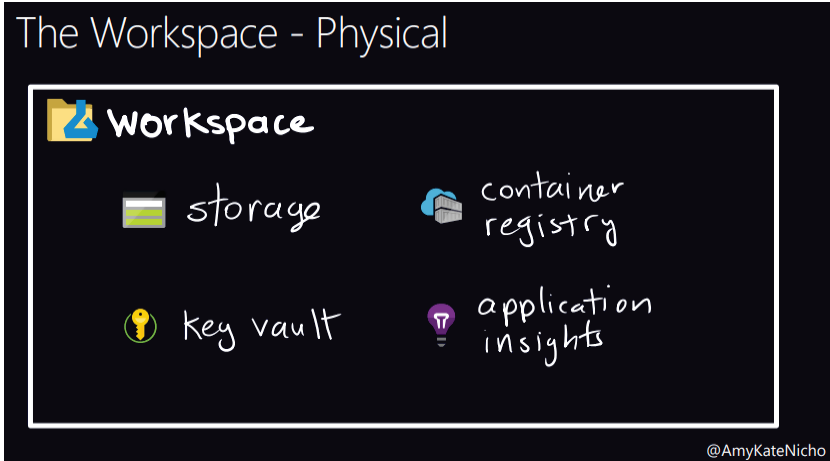 The Workspace - Physical
workspace
storage
container
registry
key vault
application
insights
@AmyKateNicho